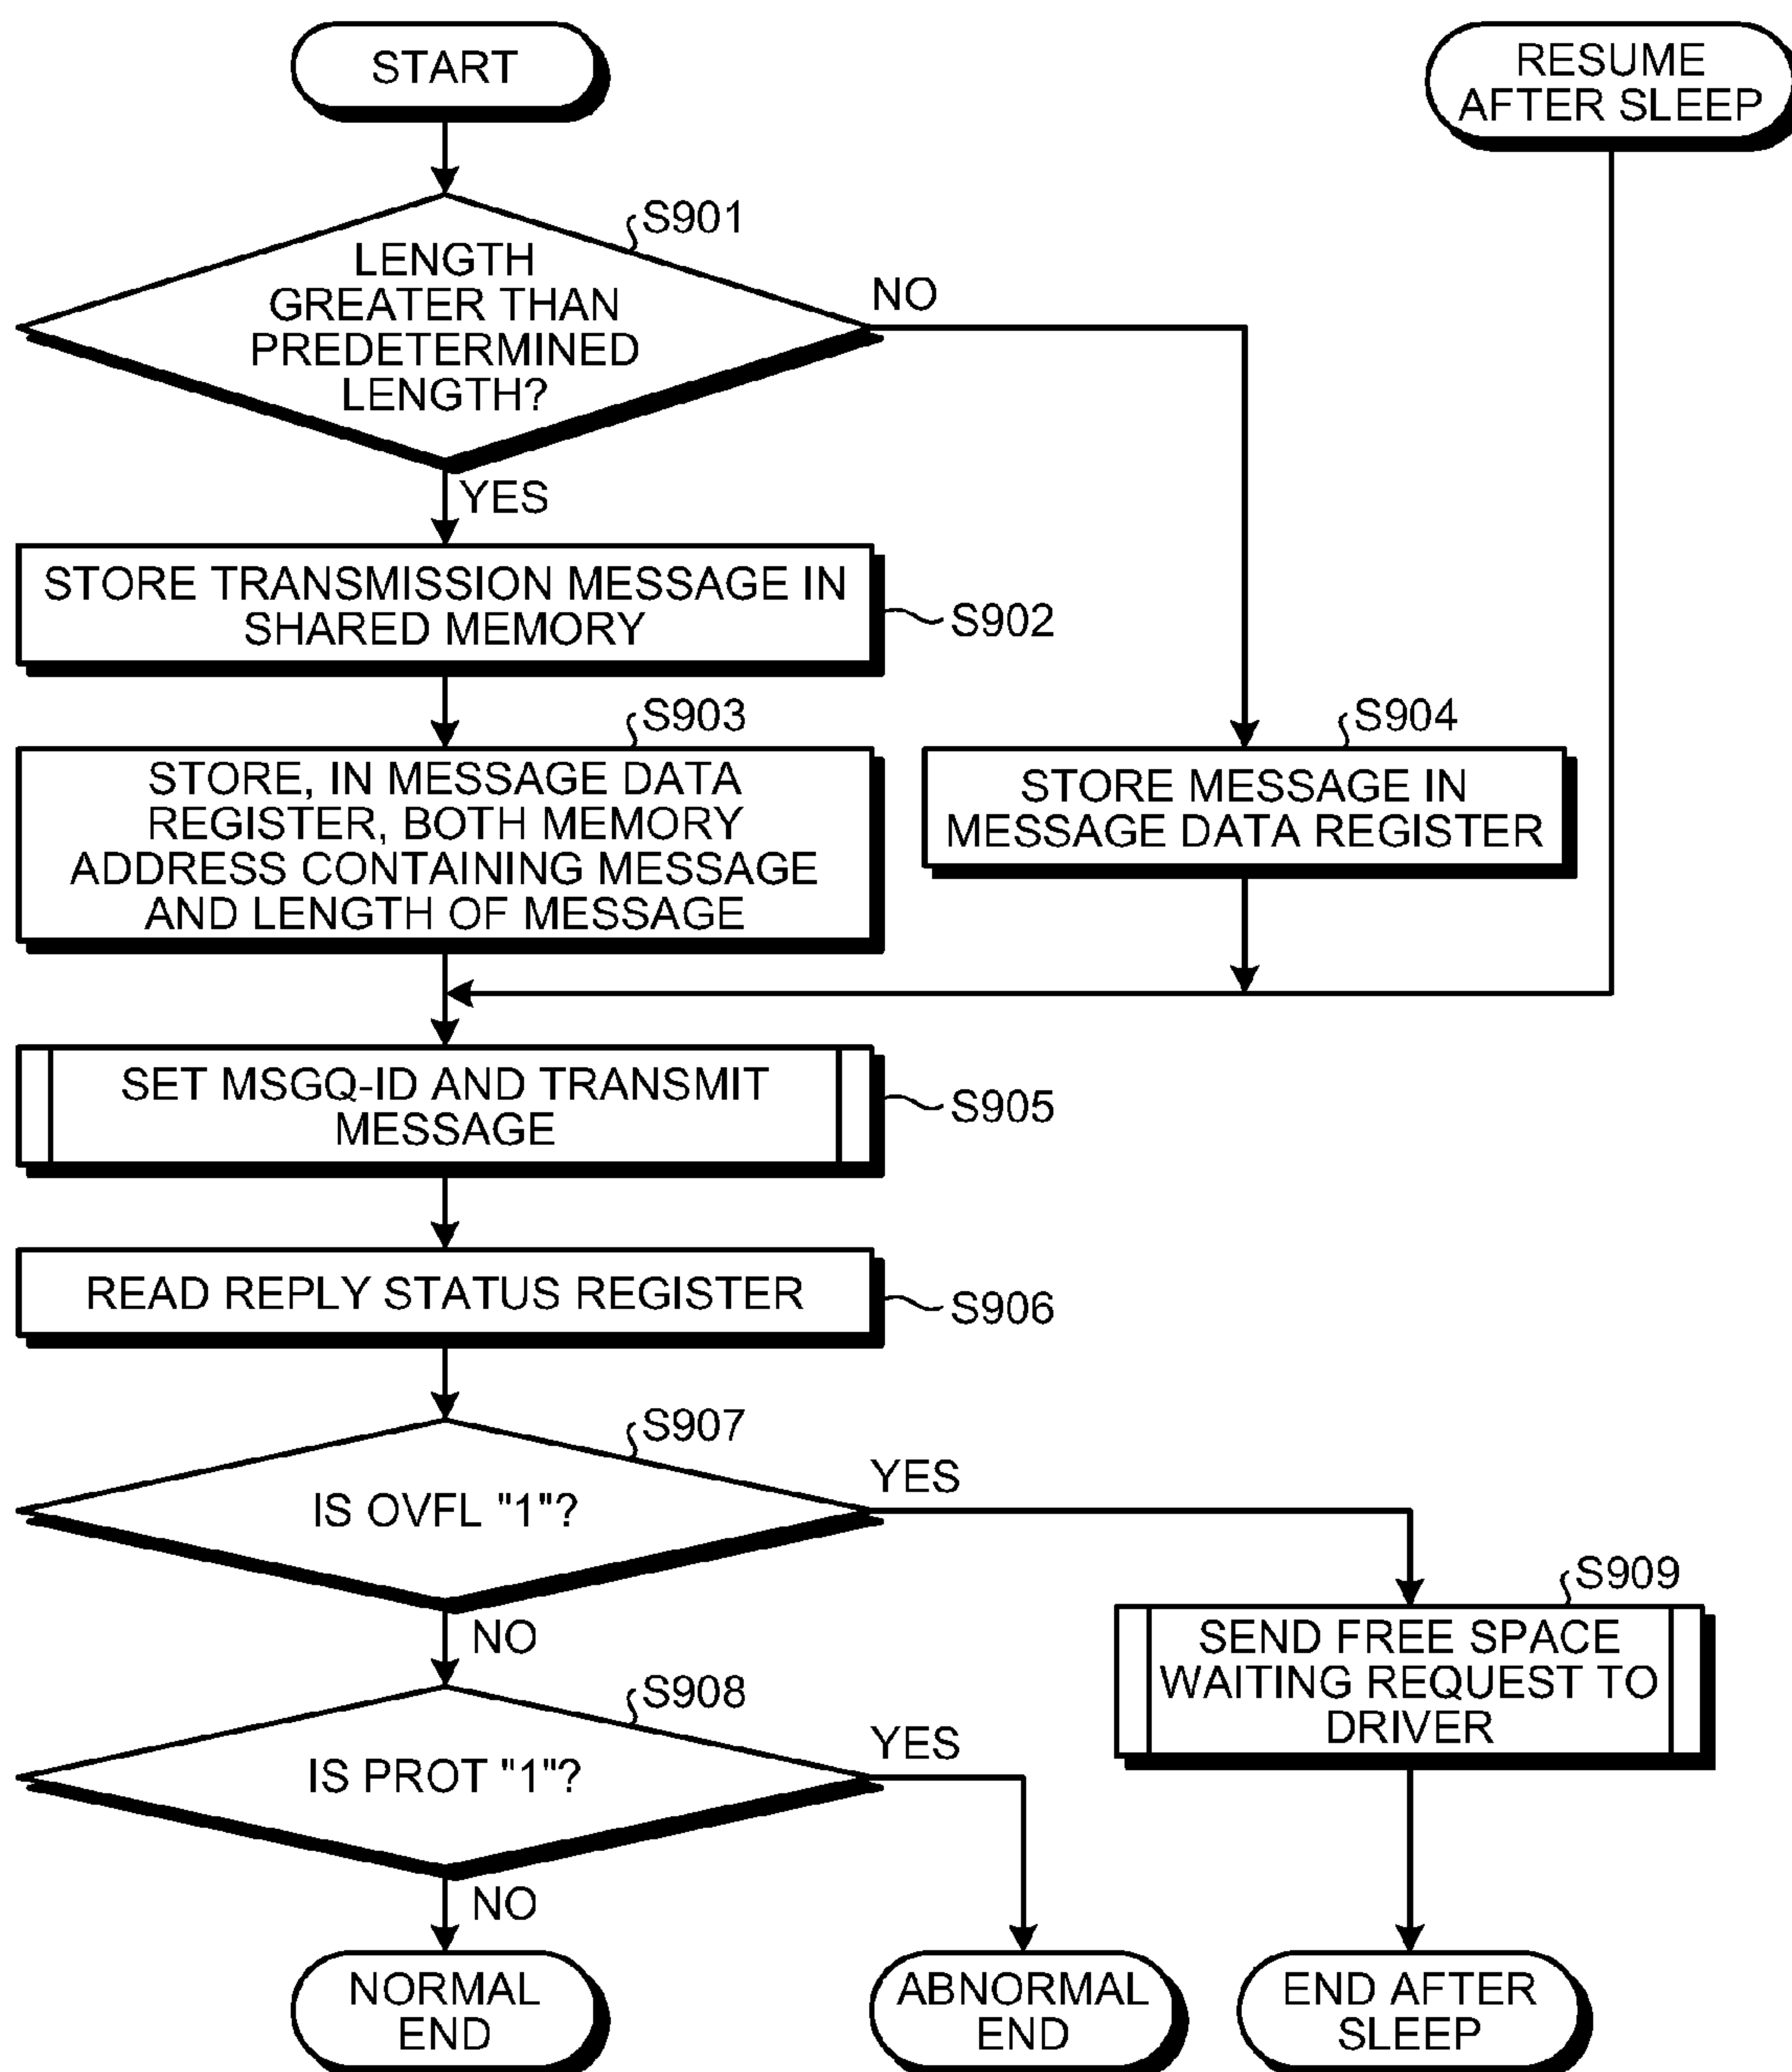 START
RESUME
AFTER SLEEP
S901
LENGTH
GREATER THAN
PREDETERMINED
LENGTH?
NO
YES
STORE TRANSMISSION MESSAGE IN
SHARED MEMORY
S902
S903
STORE, IN MESSAGE DATA
REGISTER, BOTH MEMORY
ADDRESS CONTAINING MESSAGE
AND LENGTH OF MESSAGE
S904
STORE MESSAGE IN
MESSAGE DATA REGISTER
SET MSGQ-ID AND TRANSMIT
MESSAGE
S905
READ REPLY STATUS REGISTER
S906
S907
IS OVFL "1"?
YES
NO
S909
SEND FREE SPACE
WAITING REQUEST TO
DRIVER
S908
IS PROT "1"?
YES
NO
NORMAL
END
ABNORMAL
END
END AFTER
SLEEP